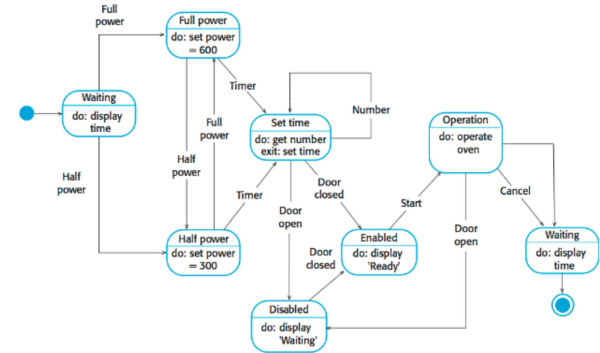 Full
power
Full power
do: set power
= 600
Timer
Waiting
do: display
time
Full
power
Half
power
Half
power
Set time
do: get number
exit: set time
Number
Operation
do: operate
oven
Timer
Door
closed
Door
open
Start
Cancel
Door
open
Half power
do: set power
= 300
Enabled
do: display
'Ready'
Door
closed
Waiting
do: display
time
Disabled
do: display
'Waiting'